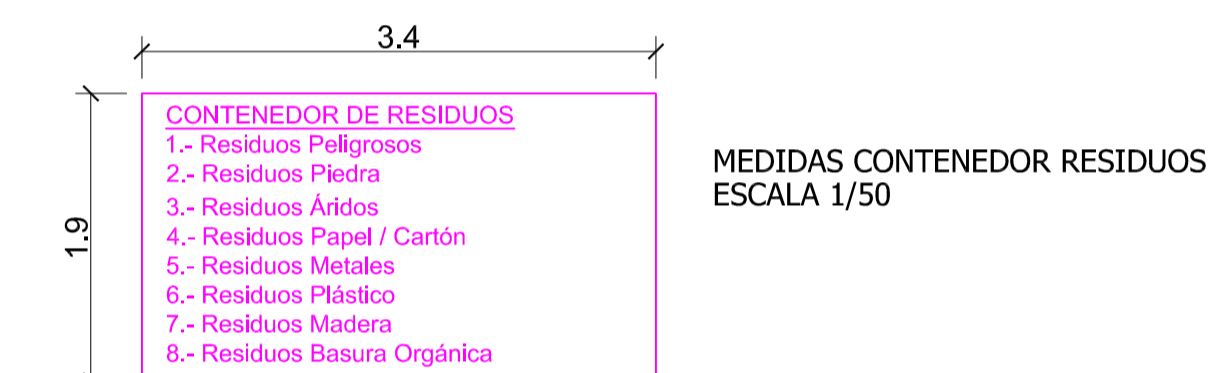 3.4
CONTENEDOR DE RESIDUOS
1.- Residuos Peligrosos
2.- Residuos Piedra
3.- Residuos Áridos
4.- Residuos Papel / Cartón
5.- Residuos Metales
6.- Residuos Plástico
7.- Residuos Madera
8.- Residuos Basura Orgánica
1.9
MEDIDAS CONTENEDOR RESIDUOS
ESCALA 1/50